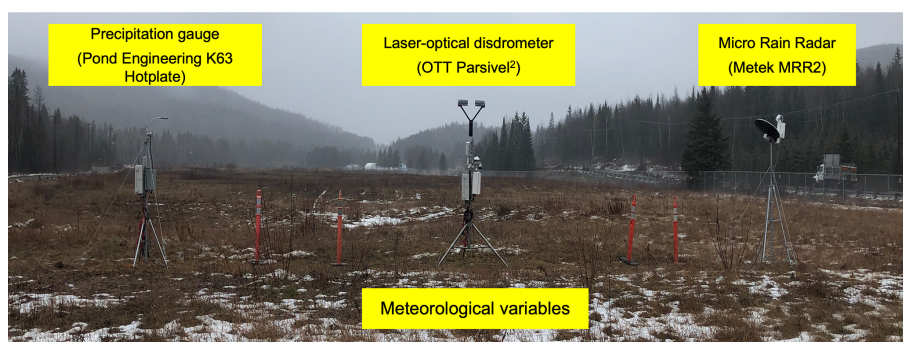 Precipitation gauge
(Pond Engineering K63
Hotplate)
Laser-optical disdrometer
(OTT Parsivel²)
Micro Rain Radar
(Metek MRR2)
Meteorological variables